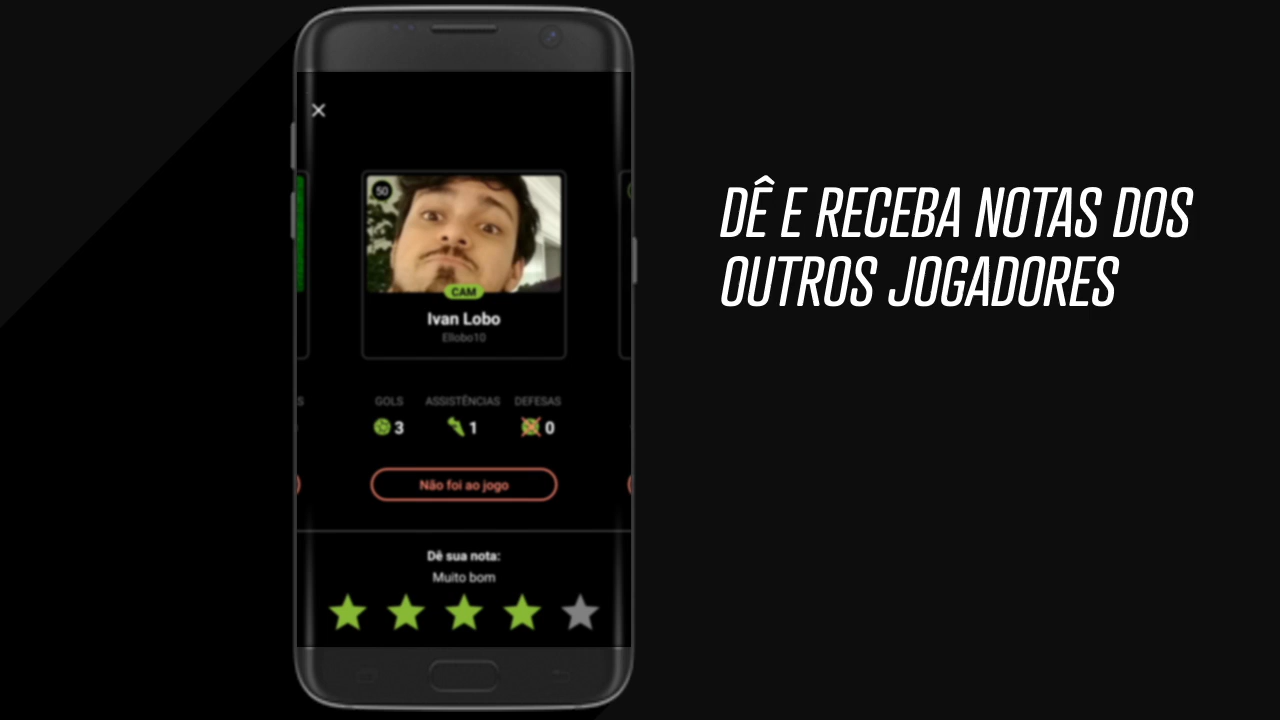 50
CAM
Ivan Lobo
Ellobo10
GOLS ASSISTÊNCIAS DEFESAS
3 1 0
Não foi ao jogo
Dê sua nota:
Muito bom
DÊ E RECEBA NOTAS DOS
OUTROS JOGADORES